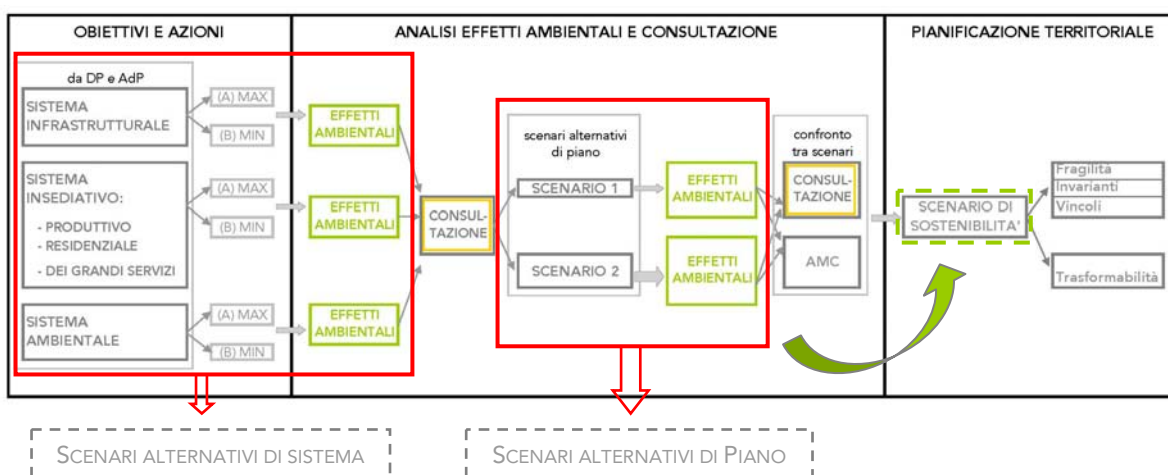 OBIETTIVI E AZIONI
ANALISI EFFETTI AMBIENTALI E CONSULTAZIONE
PIANIFICAZIONE TERRITORIALE
da DP e AdP
SISTEMA
INFRASTRUTTURALE
(A) MAX
(B) MIN
EFFETTI
AMBIENTALI
SISTEMA
INSEDIATIVO:
- PRODUTTIVO
- RESIDENZIALE
- DEI GRANDI SERVIZI
(A) MAX
(B) MIN
EFFETTI
AMBIENTALI
SISTEMA
AMBIENTALE
(A) MAX
(B) MIN
EFFETTI
AMBIENTALI
CONSUL-
TAZIONE
scenari alternativi
di piano
SCENARIO 1
SCENARIO 2
EFFETTI
AMBIENTALI
EFFETTI
AMBIENTALI
confronto
tra scenari
CONSUL-
TAZIONE
AMC
SCENARIO DI
SOSTENIBILITA'
Fragilità
Invarianti
Vincoli
Trasformabilità
SCENARI ALTERNATIVI DI SISTEMA
SCENARI ALTERNATIVI DI PIANO